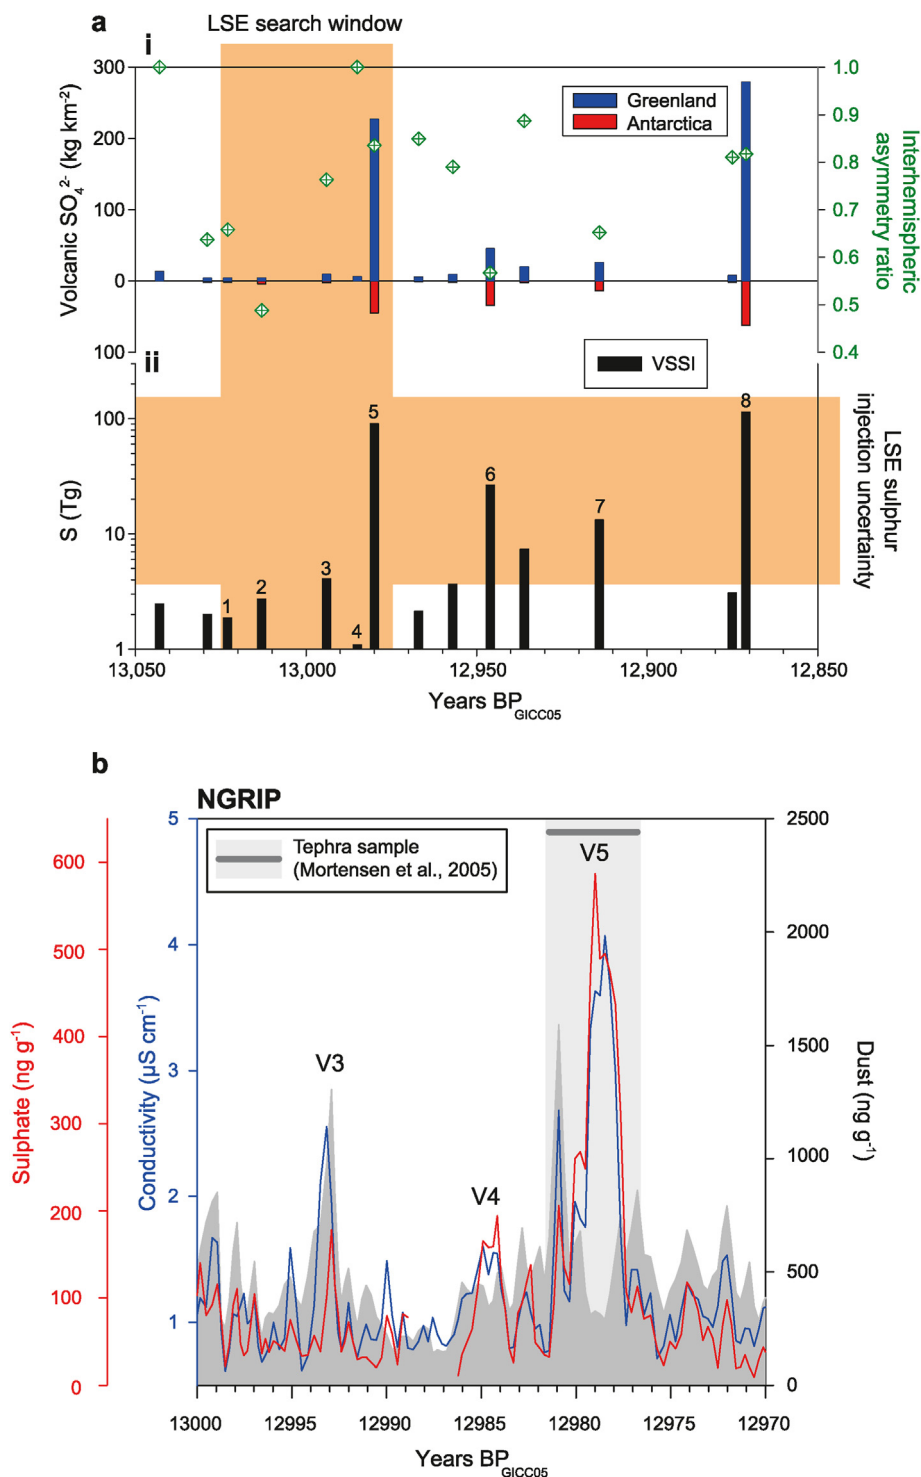 a
LSE search window
i
300
200
100
0
100
Volcanic SO₄²⁻ (kg km⁻²)
Greenland
Antarctica
1.0
0.9
0.8
0.7
0.6
0.5
0.4
Interhemispheric
asymmetry ratio
ii
VSSI
100
10
1
S (Tg)
1
2
3
4
5
6
7
8
LSE sulphur
injection uncertainty
13,050
13,000
12,950
12,900
12,850
Years BP GICC05
b
NGRIP
Tephra sample
(Mortensen et al., 2005)
V3
V4
V5
600
500
400
300
200
100
0
Sulphate (ng g⁻¹)
5
4
3
2
1
Conductivity (µS cm⁻¹)
2500
2000
1500
1000
500
0
Dust (ng g⁻¹)
13000
12995
12990
12985
12980
12975
12970
Years BP GICC05